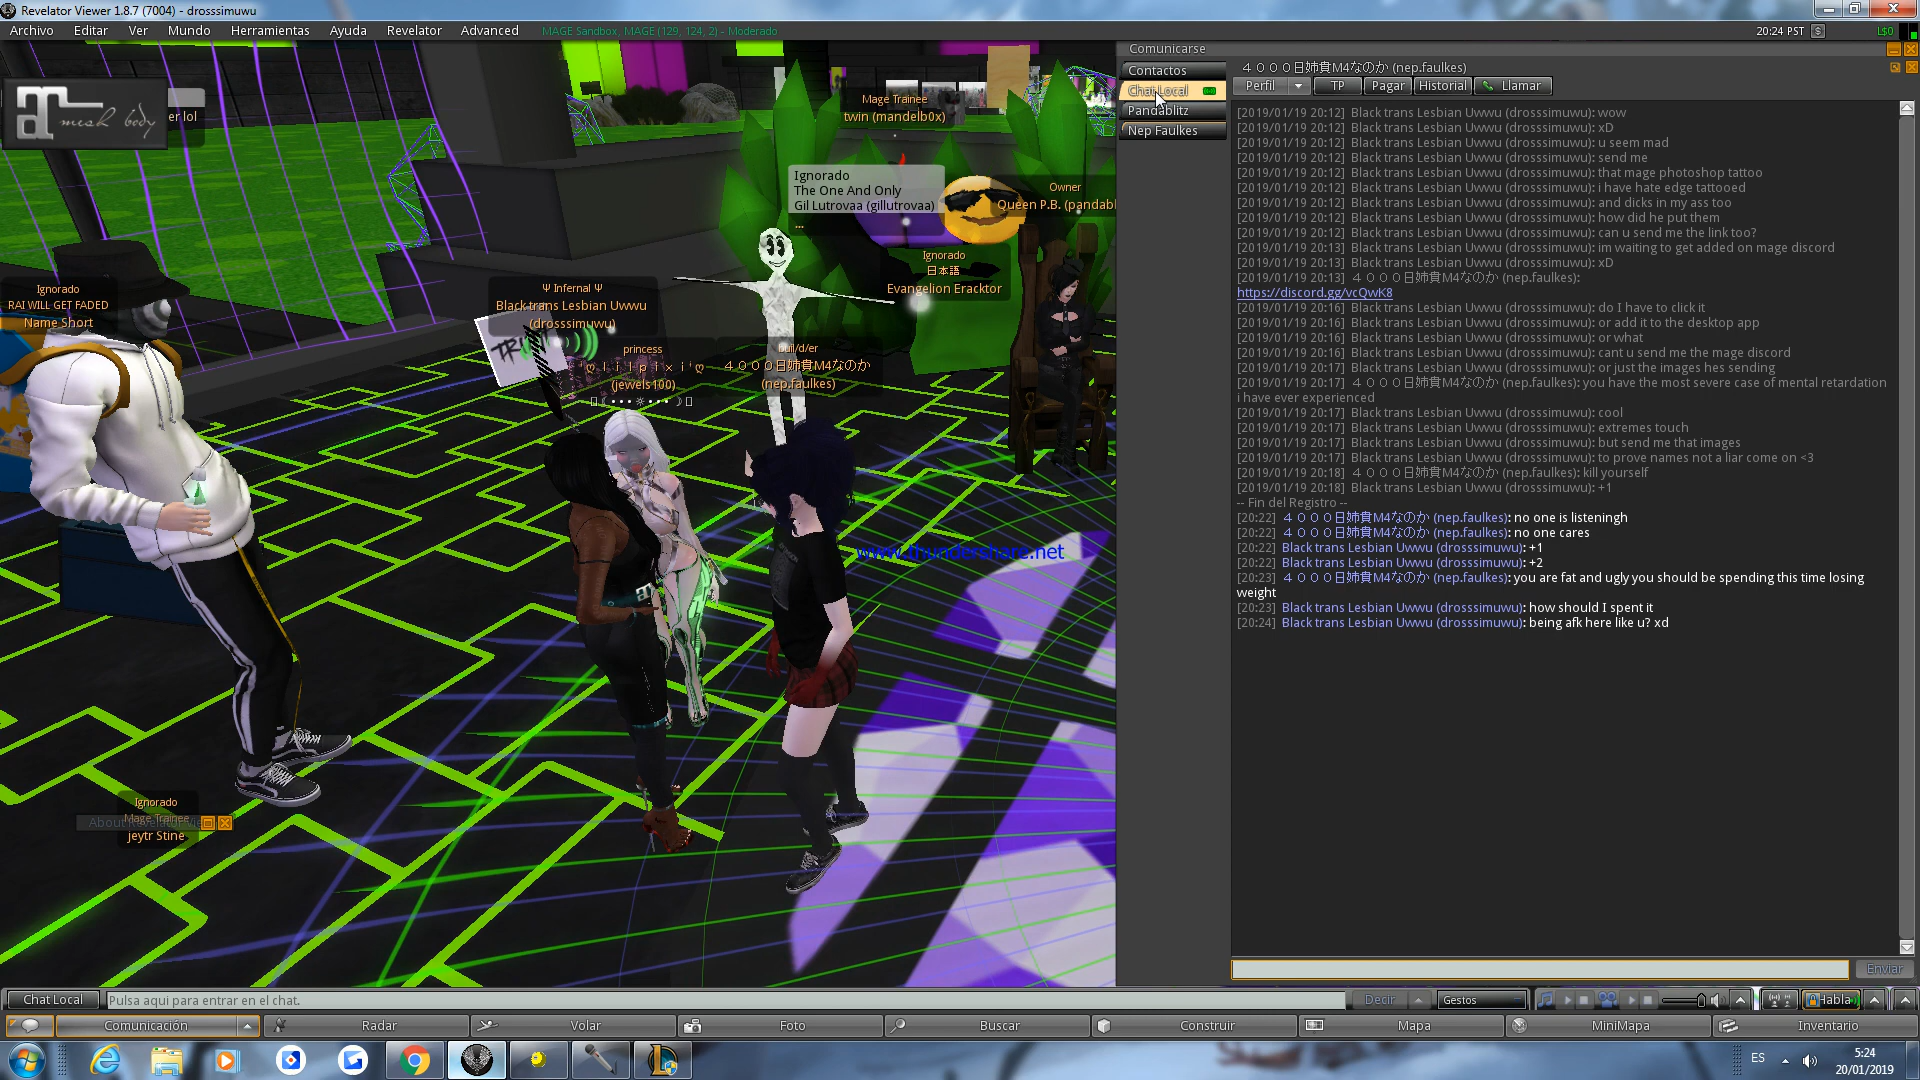 Revelator Viewer 1.8.7 (7004) - drosssimuwu
Archivo Editar Ver Mundo Herramientas Ayuda Revelator Advanced MAGE Sandbox, MAGE (129, 124, 2) - Moderado 20:24 PST L$0
Comunicarse
Contactos
Chat Local
Pandablitz
Nep Faulkes
４０００日姉貴M4なのか (nep.faulkes)
Perfil TP Pagar Historial Llamar
[2019/01/19 20:12] Black trans Lesbian Uwwu (drosssimuwu): wow
[2019/01/19 20:12] Black trans Lesbian Uwwu (drosssimuwu): xD
[2019/01/19 20:12] Black trans Lesbian Uwwu (drosssimuwu): u seem mad
[2019/01/19 20:12] Black trans Lesbian Uwwu (drosssimuwu): send me
[2019/01/19 20:12] Black trans Lesbian Uwwu (drosssimuwu): that mage photoshop tattoo
[2019/01/19 20:12] Black trans Lesbian Uwwu (drosssimuwu): i have hate edge tattooed
[2019/01/19 20:12] Black trans Lesbian Uwwu (drosssimuwu): and dicks in my ass too
[2019/01/19 20:12] Black trans Lesbian Uwwu (drosssimuwu): how did he put them
[2019/01/19 20:12] Black trans Lesbian Uwwu (drosssimuwu): can u send me the link too?
[2019/01/19 20:13] Black trans Lesbian Uwwu (drosssimuwu): im waiting to get added on mage discord
[2019/01/19 20:13] Black trans Lesbian Uwwu (drosssimuwu): xD
[2019/01/19 20:13] ４０００日姉貴M4なのか (nep.faulkes):
https://discord.gg/vcQwK8
[2019/01/19 20:16] Black trans Lesbian Uwwu (drosssimuwu): do I have to click it
[2019/01/19 20:16] Black trans Lesbian Uwwu (drosssimuwu): or add it to the desktop app
[2019/01/19 20:16] Black trans Lesbian Uwwu (drosssimuwu): or what
[2019/01/19 20:16] Black trans Lesbian Uwwu (drosssimuwu): cant u send me the mage discord
[2019/01/19 20:17] Black trans Lesbian Uwwu (drosssimuwu): or just the images hes sending
[2019/01/19 20:17] ４０００日姉貴M4なのか (nep.faulkes): you have the most severe case of mental retardation
i have ever experienced
[2019/01/19 20:17] Black trans Lesbian Uwwu (drosssimuwu): cool
[2019/01/19 20:17] Black trans Lesbian Uwwu (drosssimuwu): extremes touch
[2019/01/19 20:17] Black trans Lesbian Uwwu (drosssimuwu): but send me that images
[2019/01/19 20:17] Black trans Lesbian Uwwu (drosssimuwu): to prove names not a liar come on <3
[2019/01/19 20:18] ４０００日姉貴M4なのか (nep.faulkes): kill yourself
[2019/01/19 20:18] Black trans Lesbian Uwwu (drosssimuwu): +1
-- Fin del Registro --
[20:22] ４０００日姉貴M4なのか (nep.faulkes): no one is listeningh
[20:22] ４０００日姉貴M4なのか (nep.faulkes): no one cares
[20:22] Black trans Lesbian Uwwu (drosssimuwu): +1
[20:22] Black trans Lesbian Uwwu (drosssimuwu): +2
[20:23] ４０００日姉貴M4なのか (nep.faulkes): you are fat and ugly you should be spending this time losing
weight
[20:23] Black trans Lesbian Uwwu (drosssimuwu): how should I spent it
[20:24] Black trans Lesbian Uwwu (drosssimuwu): being afk here like u? xd
Enviar
mesh body
er lol
Mage Trainee
twin (mandelb0x)
Ignorado
The One And Only
Gil Lutrovaa (gillutrovaa)
...
Owner
Queen P.B. (pandabl
Ignorado
日本語
Evangelion Eracktor
Ignorado
RAI WILL GET FADED
Name Short
Ψ Infernal Ψ
Black trans Lesbian Uwwu
(drosssimuwu)
princess
(jewels100)
buil/d/er
４０００日姉貴M4なのか
(nep.faulkes)
www.thundershare.net
Ignorado
Mage Trainee
jeytr Stine
Chat Local Pulsa aquí para entrar en el chat. Decir Gestos Habla
Comunicación Radar Volar Foto Buscar Construir Mapa MiniMapa Inventario
ES 5:24
20/01/2019